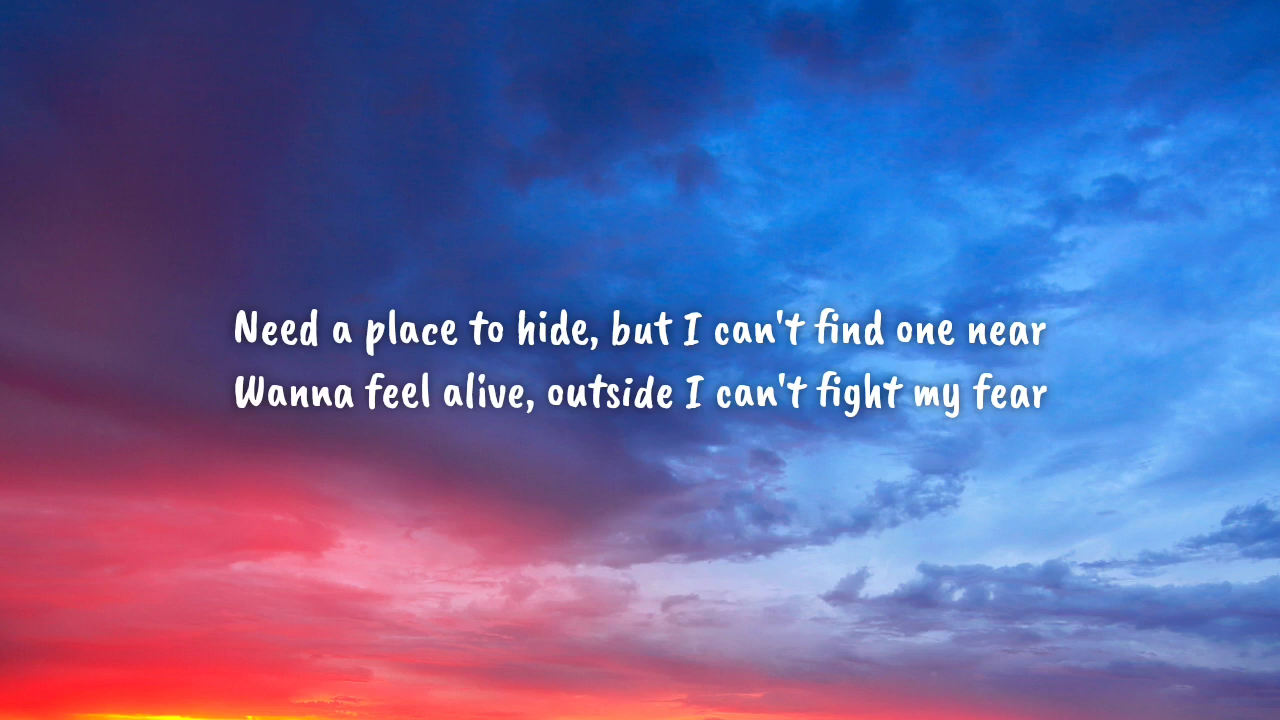 Need a place to hide, but I can't find one near
Wanna feel alive, outside I can't fight my fear